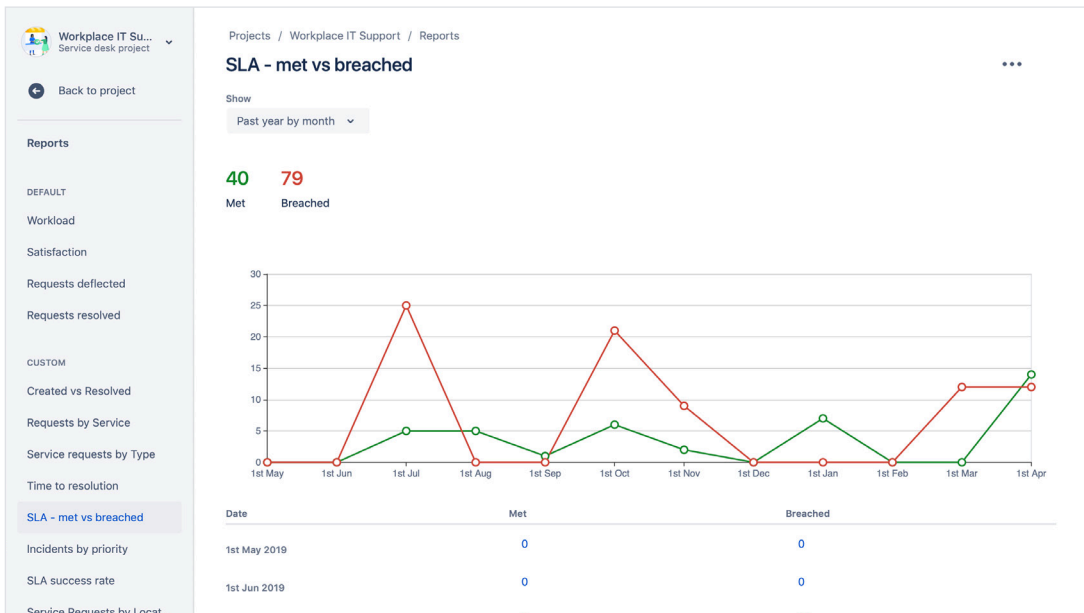 Workplace IT Su...
Service desk project
Back to project
Reports
DEFAULT
Workload
Satisfaction
Requests deflected
Requests resolved
CUSTOM
Created vs Resolved
Requests by Service
Service requests by Type
Time to resolution
SLA - met vs breached
Incidents by priority
SLA success rate
Service Requests by Locat
Projects / Workplace IT Support / Reports
SLA - met vs breached
Show
Past year by month
40 79
Met Breached
30
25
20
15
10
5
0
1st May 1st Jun 1st Jul 1st Aug 1st Sep 1st Oct 1st Nov 1st Dec 1st Jan 1st Feb 1st Mar 1st Apr
Date Met Breached
1st May 2019 0 0
1st Jun 2019 0 0